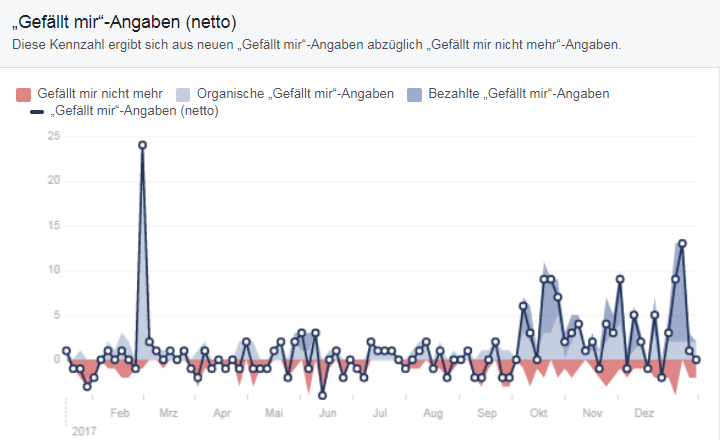 „Gefällt mir“-Angaben (netto)
Diese Kennzahl ergibt sich aus neuen „Gefällt mir“-Angaben abzüglich „Gefällt mir nicht mehr“-Angaben.
Gefällt mir nicht mehr Organische „Gefällt mir“-Angaben Bezahlte „Gefällt mir“-Angaben
„Gefällt mir“-Angaben (netto)
25
20
15
10
5
0
Feb Mrz Apr Mai Jun Jul Aug Sep Okt Nov Dez
2017